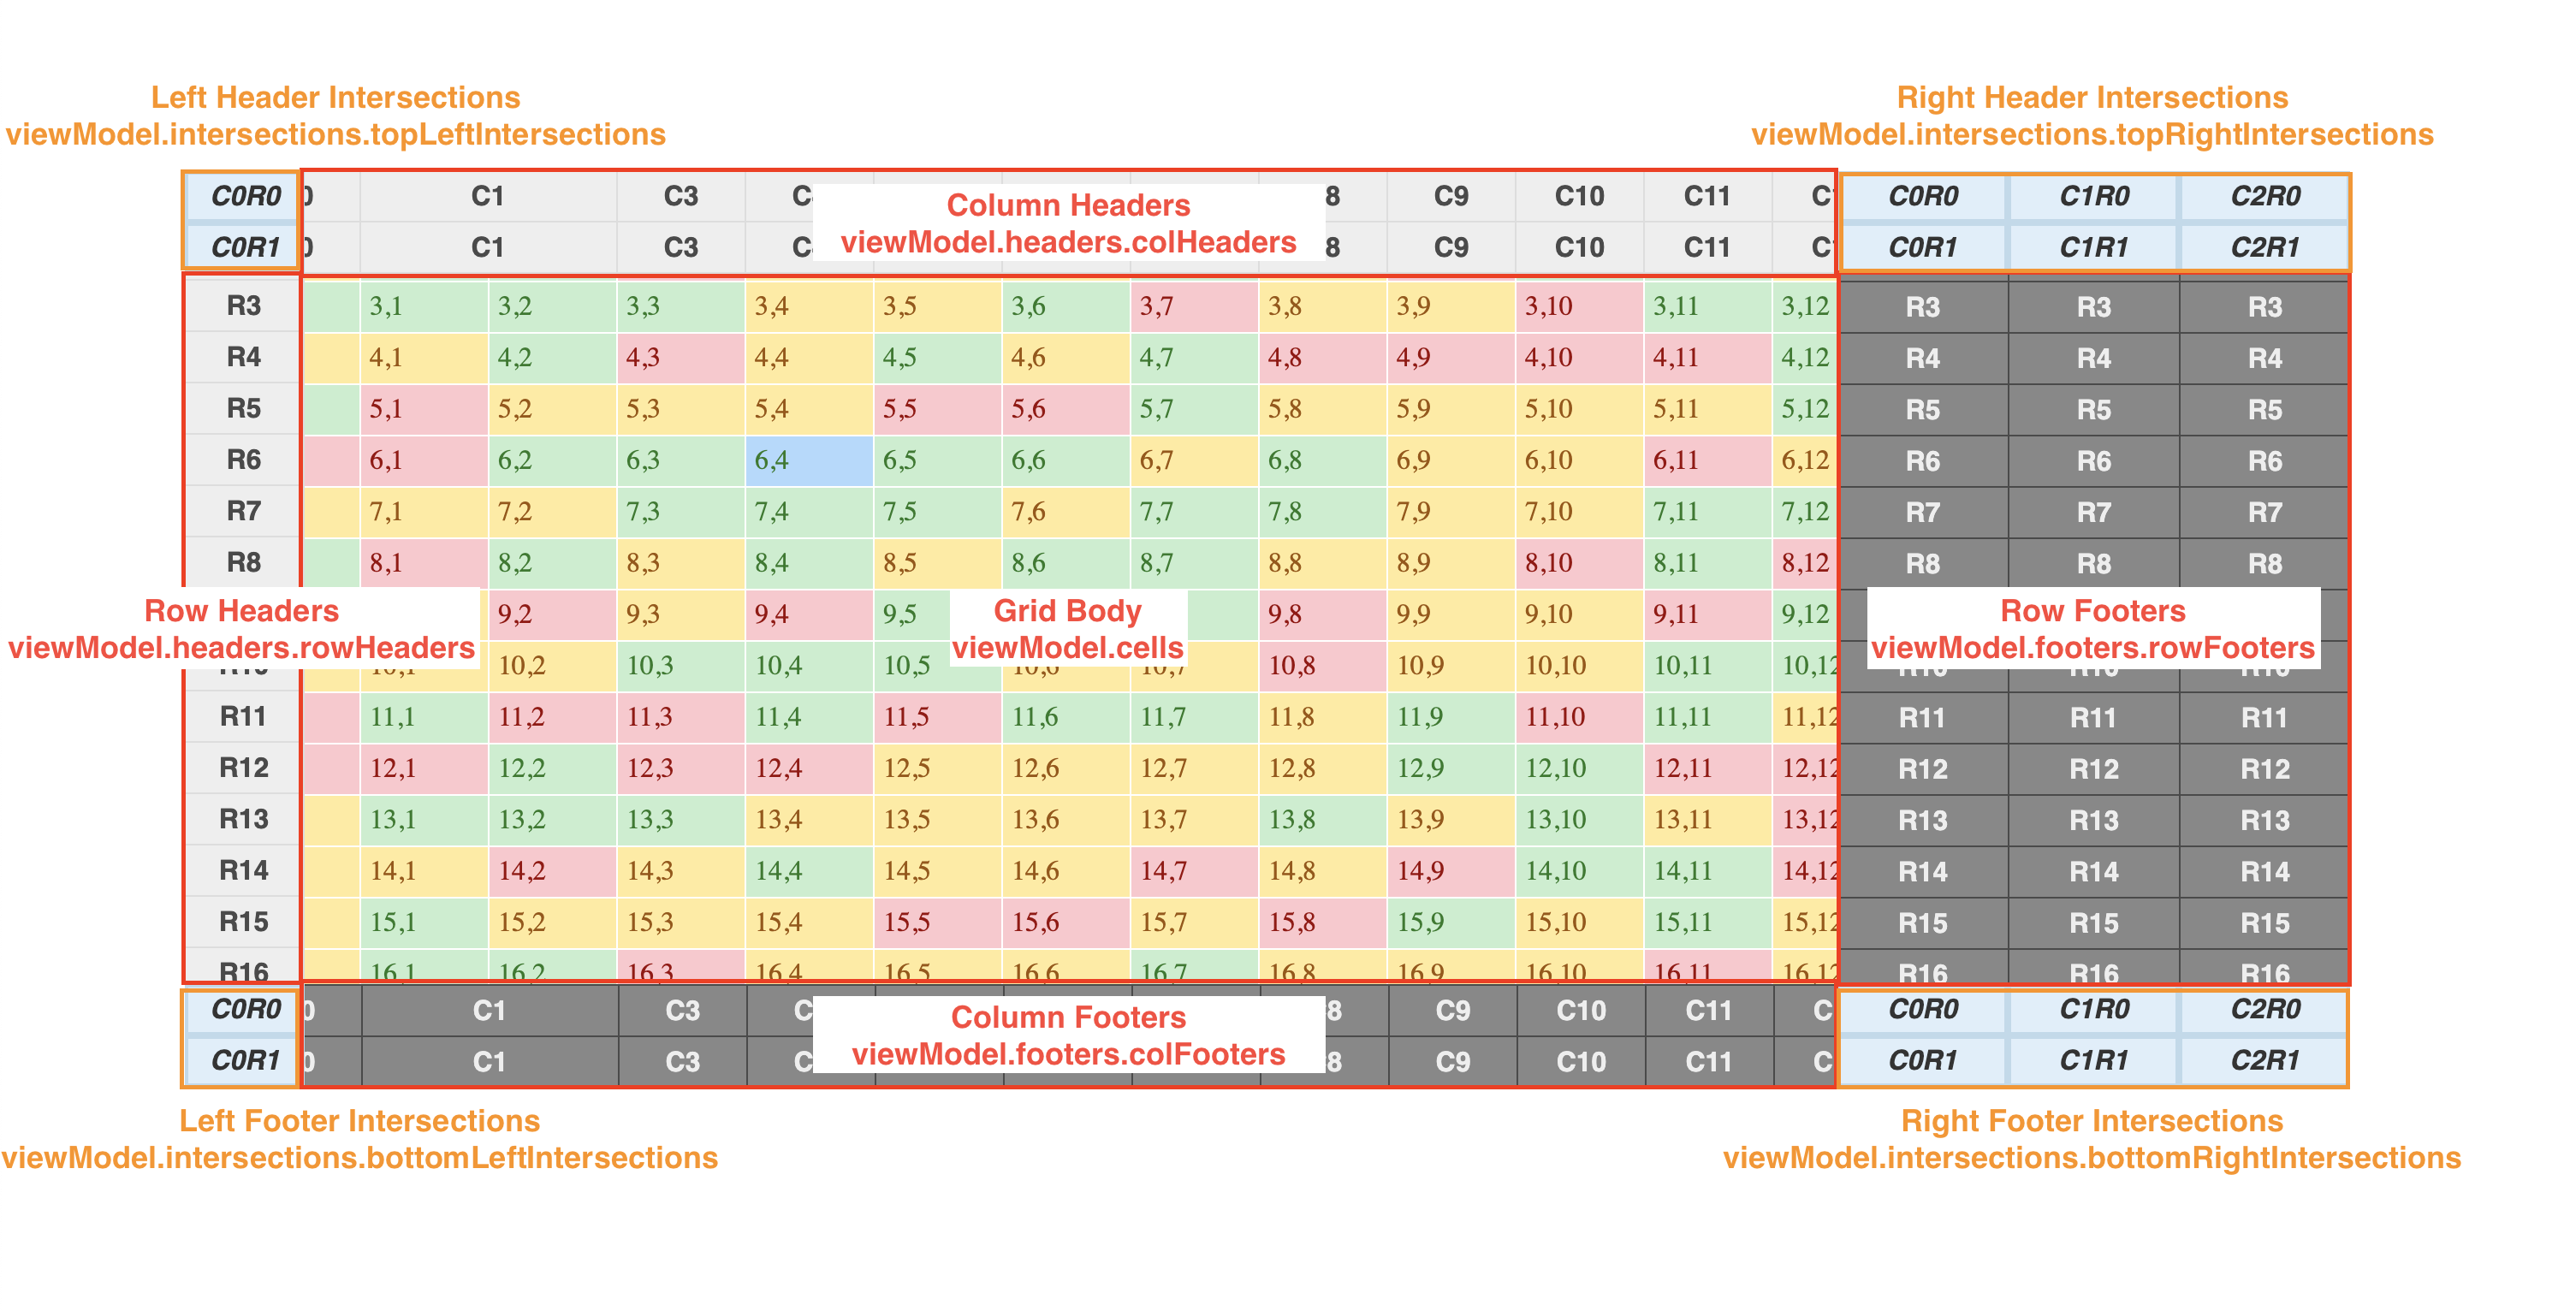 Left Header Intersections
viewModel.intersections.topLeftIntersections
Right Header Intersections
viewModel.intersections.topRightIntersections
C0R0 0 C1 C3 8 C9 C10 C11 C0R0 C1R0 C2R0
Column Headers
viewModel.headers.colHeaders
C0R1 0 C1 C3 8 C9 C10 C11 C0R1 C1R1 C2R1
R3 3,1 3,2 3,3 3,4 3,5 3,6 3,7 3,8 3,9 3,10 3,11 3,12 R3 R3 R3
R4 4,1 4,2 4,3 4,4 4,5 4,6 4,7 4,8 4,9 4,10 4,11 4,12 R4 R4 R4
R5 5,1 5,2 5,3 5,4 5,5 5,6 5,7 5,8 5,9 5,10 5,11 5,12 R5 R5 R5
R6 6,1 6,2 6,3 6,4 6,5 6,6 6,7 6,8 6,9 6,10 6,11 6,12 R6 R6 R6
R7 7,1 7,2 7,3 7,4 7,5 7,6 7,7 7,8 7,9 7,10 7,11 7,12 R7 R7 R7
R8 8,1 8,2 8,3 8,4 8,5 8,6 8,7 8,8 8,9 8,10 8,11 8,12 R8 R8 R8
9,2 9,3 9,4 9,5 9,8 9,9 9,10 9,11 9,12
Row Headers
viewModel.headers.rowHeaders
Grid Body
viewModel.cells
Row Footers
viewModel.footers.rowFooters
10,2 10,3 10,4 10,5 10,8 10,9 10,10 10,11 10,12
R11 11,1 11,2 11,3 11,4 11,5 11,6 11,7 11,8 11,9 11,10 11,11 11,12 R11 R11 R11
R12 12,1 12,2 12,3 12,4 12,5 12,6 12,7 12,8 12,9 12,10 12,11 12,12 R12 R12 R12
R13 13,1 13,2 13,3 13,4 13,5 13,6 13,7 13,8 13,9 13,10 13,11 13,12 R13 R13 R13
R14 14,1 14,2 14,3 14,4 14,5 14,6 14,7 14,8 14,9 14,10 14,11 14,12 R14 R14 R14
R15 15,1 15,2 15,3 15,4 15,5 15,6 15,7 15,8 15,9 15,10 15,11 15,12 R15 R15 R15
R16 16,1 16,2 16,3 16,4 16,5 16,6 16,7 16,8 16,9 16,10 16,11 16,12 R16 R16 R16
C0R0 0 C1 C3 8 C9 C10 C11 C0R0 C1R0 C2R0
Column Footers
viewModel.footers.colFooters
C0R1 0 C1 C3 8 C9 C10 C11 C0R1 C1R1 C2R1
Left Footer Intersections
viewModel.intersections.bottomLeftIntersections
Right Footer Intersections
viewModel.intersections.bottomRightIntersections